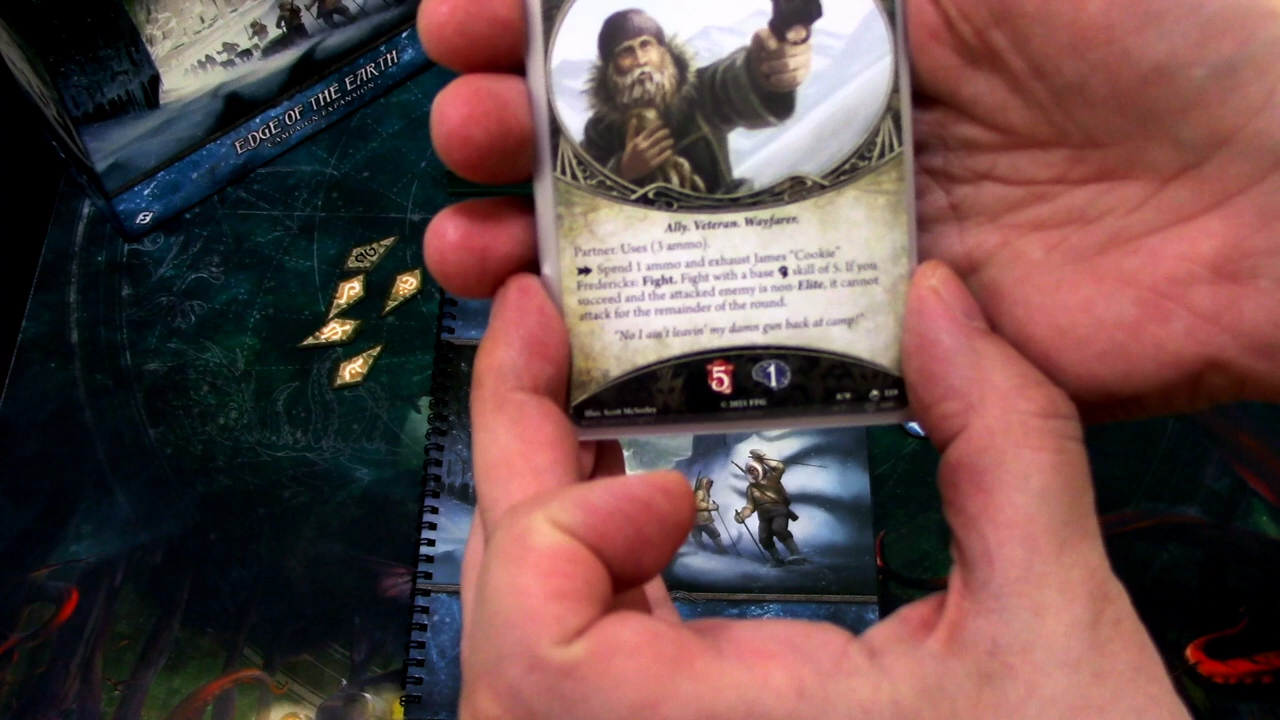 EDGE OF THE EARTH
CAMPAIGN EXPANSION
Ally. Veteran. Wayfarer.
Partner. Uses (3 ammo).
Spend 1 ammo and exhaust James "Cookie"
Fredericks: Fight. Fight with a base skill of 5. If you
succeed and the attacked enemy is non-Elite, it cannot
attack for the remainder of the round.
"No I ain't leavin' my damn gun back at camp!"
5 1
Illus. Scott McSorley